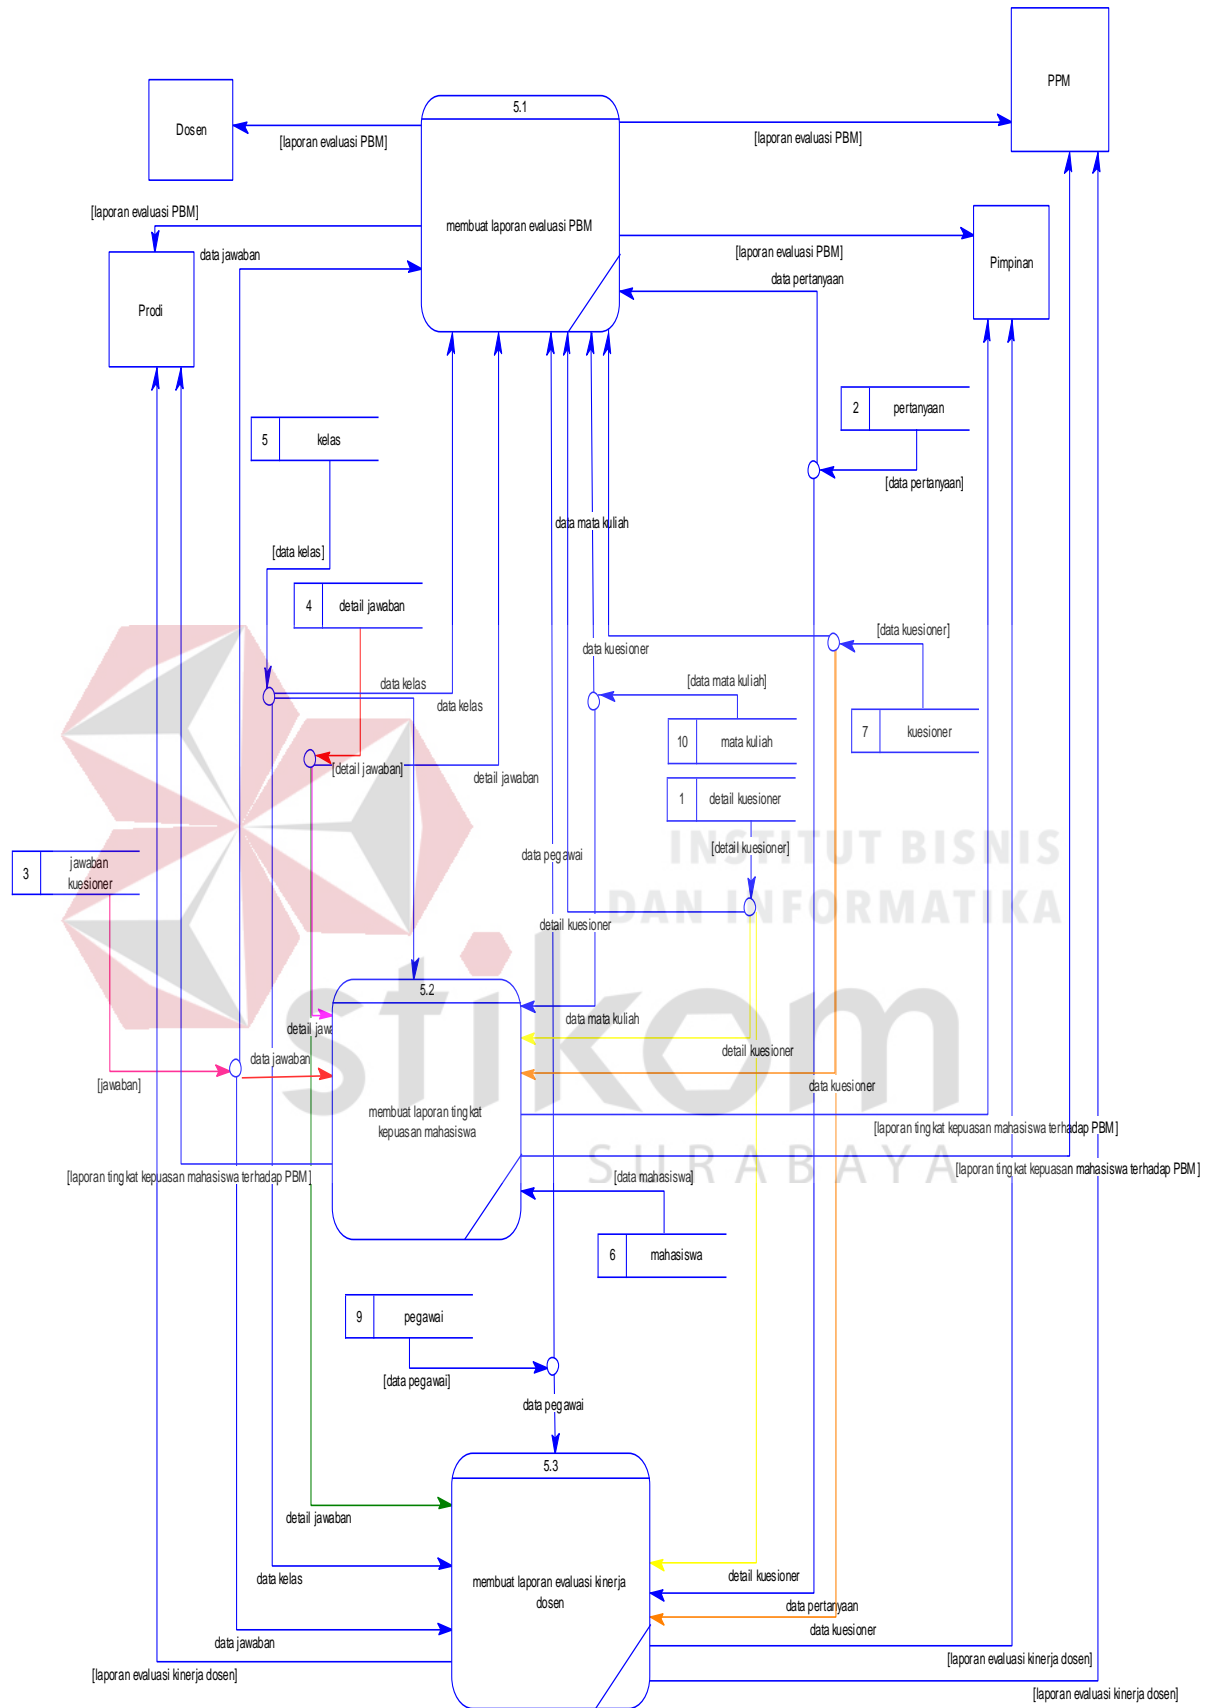 PPM
5.1
Dosen
[laporan evaluasi PBM]
[laporan evaluasi PBM]
[laporan evaluasi PBM]
membuat laporan evaluasi PBM
[laporan evaluasi PBM]
data jawaban
Pimpinan
data pertanyaan
Prodi
2
pertanyaan
5
kelas
[data pertanyaan]
data mata kuliah
[data kelas]
4
detail jawaban
[data kuesioner]
data kuesioner
data kelas
[data mata kuliah]
data kelas
7
kuesioner
10
mata kuliah
[detail jawaban]
detail jawaban
1
detail kuesioner
INSTITUT BISNIS
[detail kuesioner]
data pegawai
3
jawaban
kuesioner
DAN INFORMATIKA
detail kuesioner
5.2
stikom
data mata kuliah
detail jawa
detail kuesioner
data jawaban
[jawaban]
data kuesioner
membuat laporan tingkat
kepuasan mahasiswa
[laporan tingkat kepuasan mahasiswa terhadap PBM]
SURABAYA
[laporan tingkat kepuasan mahasiswa terhadap PBM]
[laporan tingkat kepuasan mahasiswa terhadap PBM]
[data mahasiswa]
6
mahasiswa
9
pegawai
[data pegawai]
data pegawai
5.3
detail jawaban
data kelas
detail kuesioner
membuat laporan evaluasi kinerja
dosen
data pertanyaan
data kuesioner
data jawaban
[laporan evaluasi kinerja dosen]
[laporan evaluasi kinerja dosen]
[laporan evaluasi kinerja dosen]